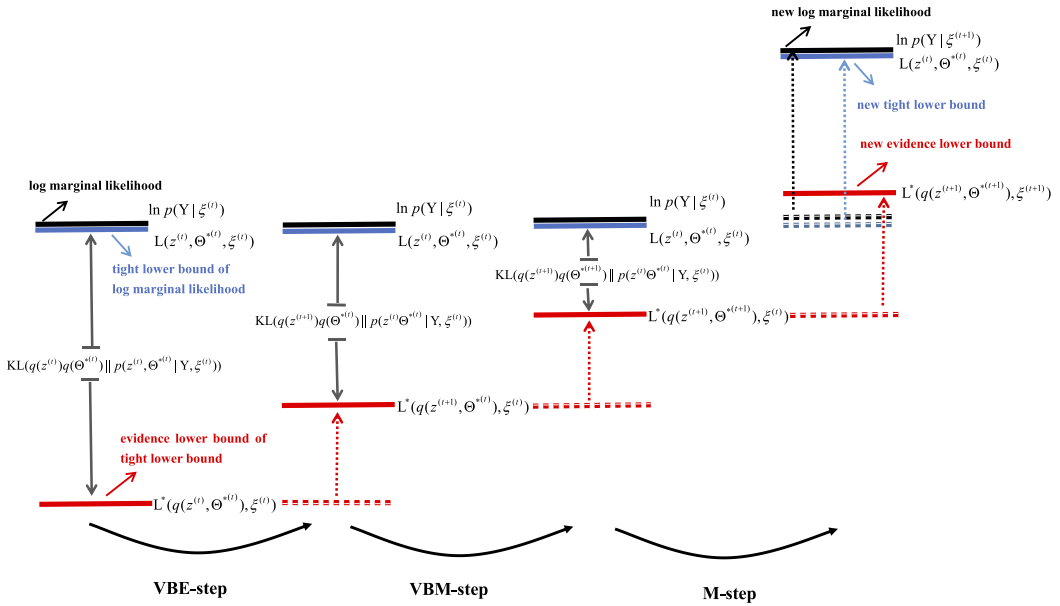 new log marginal likelihood
ln p(Y | ξ^(t+1))
L(z^(t), Θ*^(t), ξ^(t))
new tight lower bound
new evidence lower bound
L*(q(z^(t+1), Θ*^(t+1)), ξ^(t+1))
log marginal likelihood
ln p(Y | ξ^(t))
L(z^(t), Θ*^(t), ξ^(t))
tight lower bound of
log marginal likelihood
KL(q(z^(t))q(Θ*^(t)) || p(z^(t), Θ*^(t) | Y, ξ^(t)))
evidence lower bound of
tight lower bound
L*(q(z^(t), Θ*^(t)), ξ^(t))
ln p(Y | ξ^(t))
L(z^(t), Θ*^(t), ξ^(t))
KL(q(z^(t+1))q(Θ*^(t)) || p(z^(t)Θ*^(t) | Y, ξ^(t)))
L*(q(z^(t+1), Θ*^(t)), ξ^(t))
ln p(Y | ξ^(t))
L(z^(t), Θ*^(t), ξ^(t))
KL(q(z^(t+1))q(Θ*^(t+1)) || p(z^(t)Θ*^(t) | Y, ξ^(t)))
L*(q(z^(t+1), Θ*^(t+1)), ξ^(t))
VBE-step
VBM-step
M-step